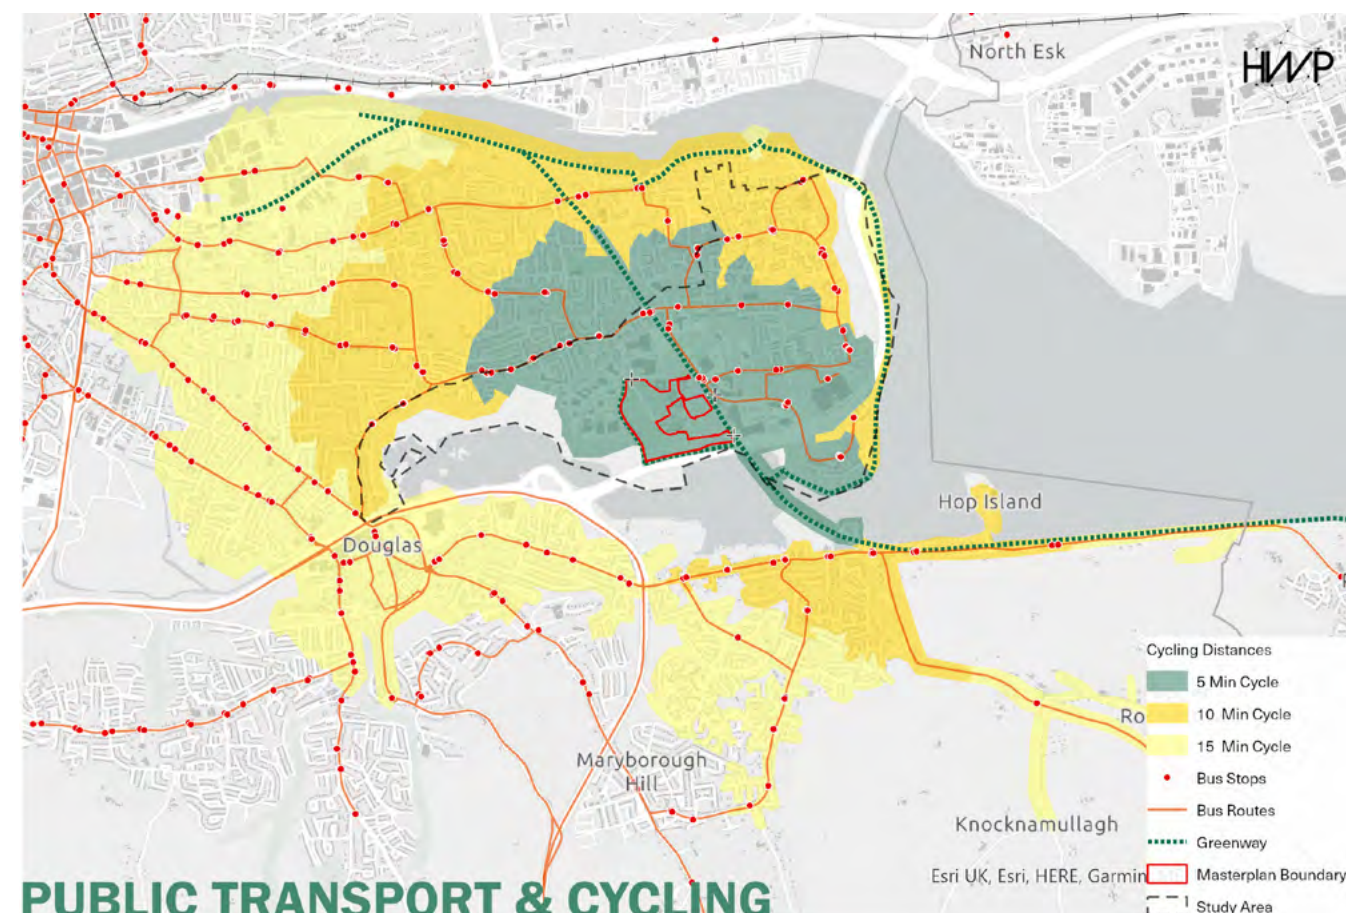 North Esk
HWP
Hop Island
Douglas
Cycling Distances
5 Min Cycle
Ro
10 Min Cycle
15 Min Cycle
Maryborough
Hill
Bus Stops
Bus Routes
Knocknamullagh
Greenway
Esri UK, Esri, HERE, Garmin
Masterplan Boundary
PUBLIC TRANSPORT & CYCLING
Study Area